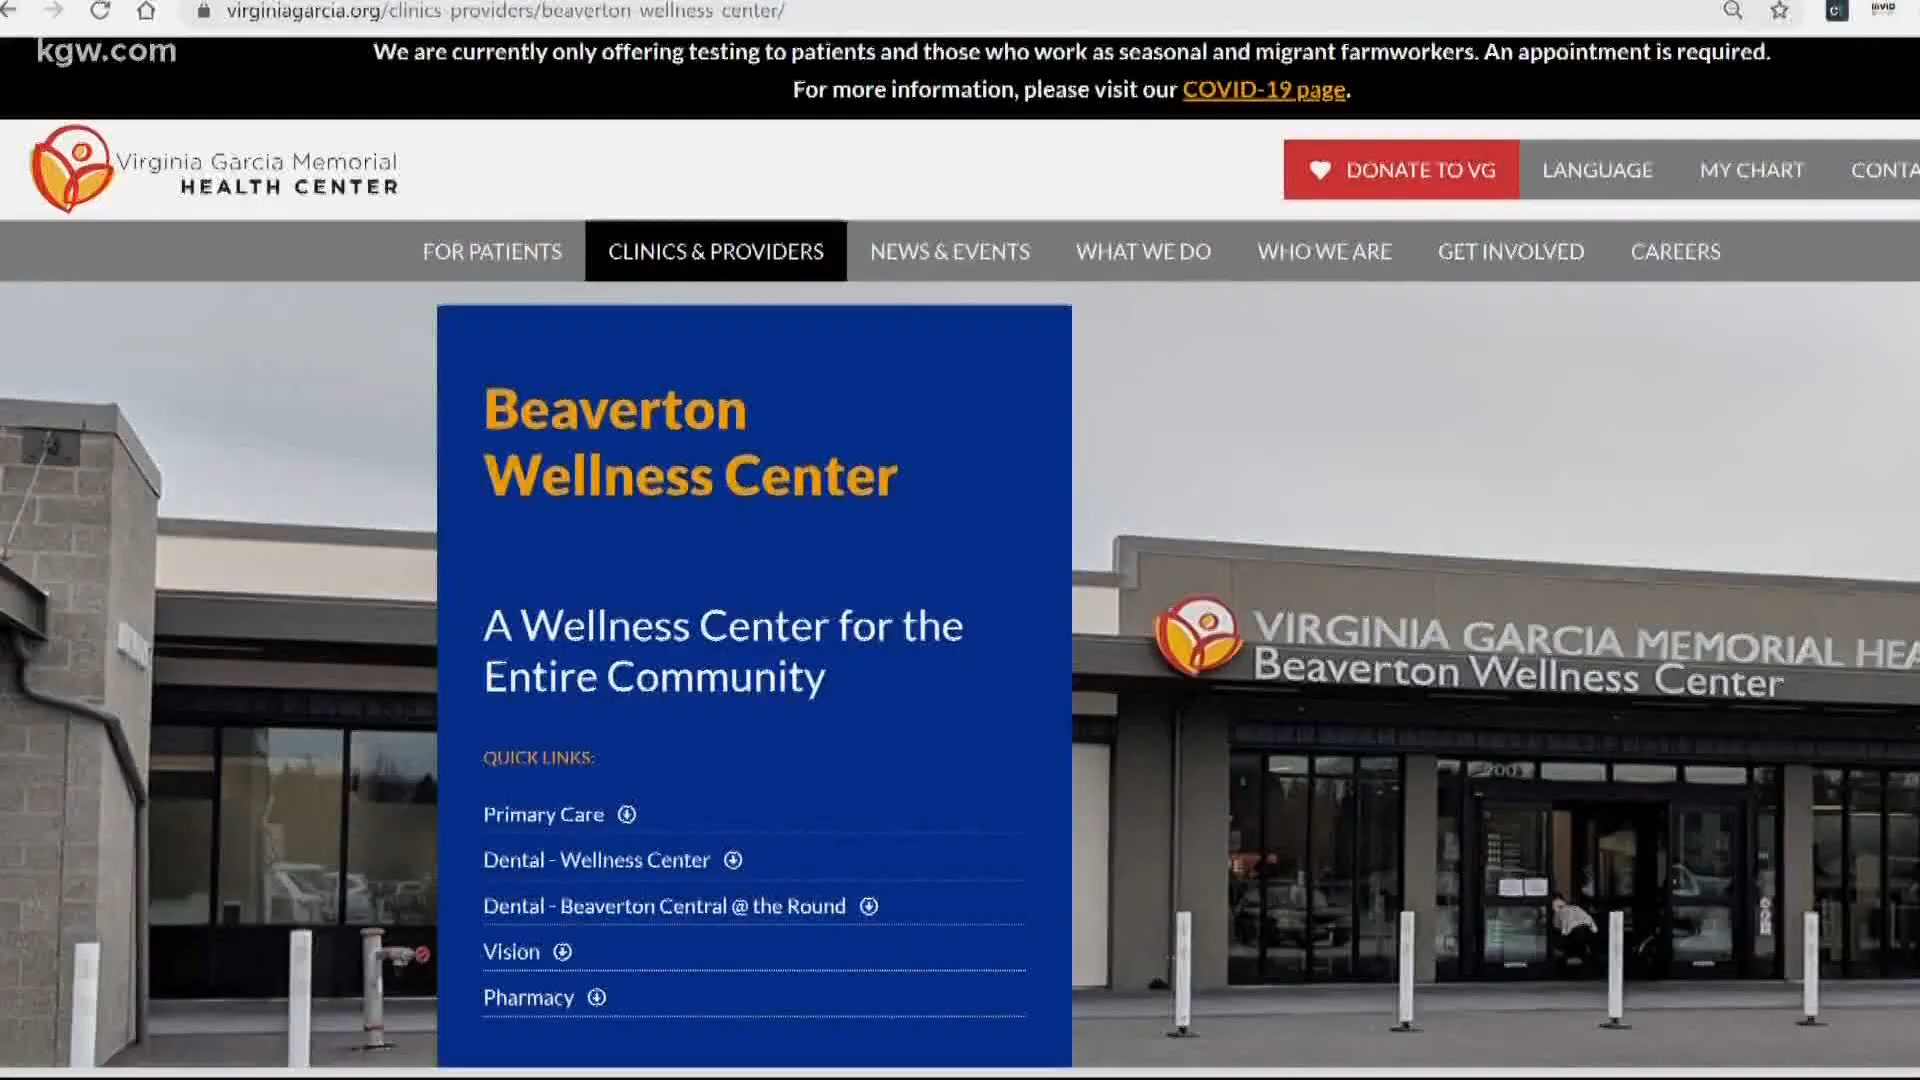 virginiagarcia.org/clinics-providers/beaverton-wellness-center/
kgw.com
We are currently only offering testing to patients and those who work as seasonal and migrant farmworkers. An appointment is required.
For more information, please visit our COVID-19 page.
Virginia Garcia Memorial
HEALTH CENTER
DONATE TO VG
LANGUAGE
MY CHART
CONTA
FOR PATIENTS
CLINICS & PROVIDERS
NEWS & EVENTS
WHAT WE DO
WHO WE ARE
GET INVOLVED
CAREERS
Beaverton
Wellness Center
A Wellness Center for the
Entire Community
QUICK LINKS:
Primary Care
Dental - Wellness Center
Dental - Beaverton Central @ the Round
Vision
Pharmacy
VIRGINIA GARCIA MEMORIAL HEA
Beaverton Wellness Center